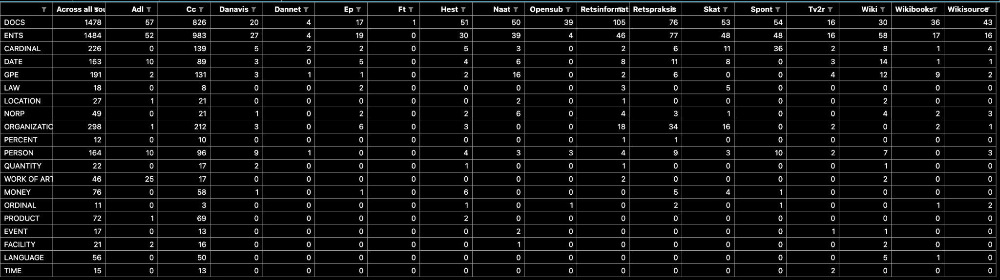 Across all sou Adl Cc Danavis Dannet Ep Ft Hest Naat Opensub Retsinformat Retspraksis Skat Spont Tv2r Wiki Wikibooks Wikisource
DOCS 1478 57 826 20 4 17 1 51 50 39 105 76 53 54 16 30 36 43
ENTS 1484 52 983 27 4 19 0 30 39 4 46 77 48 48 16 58 17 16
CARDINAL 226 0 139 5 2 2 0 5 3 0 2 6 11 36 2 8 1 4
DATE 163 10 89 3 0 5 0 4 6 0 8 11 8 0 3 14 1 1
GPE 191 2 131 3 1 1 0 2 16 0 2 6 0 0 4 12 9 2
LAW 18 0 8 0 0 2 0 0 0 0 3 0 5 0 0 0 0 0
LOCATION 27 1 21 0 0 0 0 0 2 0 1 0 0 0 0 2 0 0
NORP 49 0 21 1 0 2 0 2 6 0 4 3 1 0 0 4 2 3
ORGANIZATIO 298 1 212 3 0 6 0 3 0 0 18 34 16 0 2 0 2 1
PERCENT 12 0 10 0 0 0 0 0 0 0 1 1 0 0 0 0 0 0
PERSON 164 10 96 9 1 0 0 4 3 3 4 9 3 10 2 7 0 3
QUANTITY 22 0 17 2 0 0 0 1 0 0 1 0 0 0 0 1 0 0
WORK OF ART 46 25 17 0 0 0 0 0 0 0 2 0 0 0 0 2 0 0
MONEY 76 0 58 1 0 1 0 6 0 0 0 5 4 1 0 0 0 0
ORDINAL 11 0 3 0 0 0 0 1 0 1 0 2 0 1 0 0 1 2
PRODUCT 72 1 69 0 0 0 0 2 0 0 0 0 0 0 0 0 0 0
EVENT 17 0 13 0 0 0 0 0 2 0 0 0 0 0 1 1 0 0
FACILITY 21 2 16 0 0 0 0 0 1 0 0 0 0 0 0 2 0 0
LANGUAGE 56 0 50 0 0 0 0 0 0 0 0 0 0 0 0 5 1 0
TIME 15 0 13 0 0 0 0 0 0 0 0 0 0 0 2 0 0 0